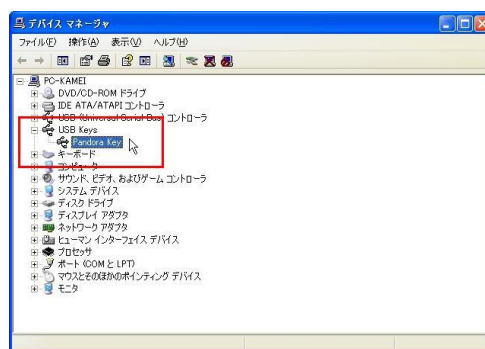 デバイス マネージャ
ファイル(F) 操作(A) 表示(V) ヘルプ(H)
PC-KAMEI
DVD/CD-ROM ドライブ
IDE ATA/ATAPI コントローラ
USB (Universal Serial Bus) コントローラ
USB Keys
Pandora Key
キーボード
コンピュータ
サウンド、ビデオ、およびゲーム コントローラ
システム デバイス
ディスク ドライブ
ディスプレイ アダプタ
ネットワーク アダプタ
ヒューマン インターフェイス デバイス
プロセッサ
ポート (COM と LPT)
マウスとそのほかのポインティング デバイス
モニタ